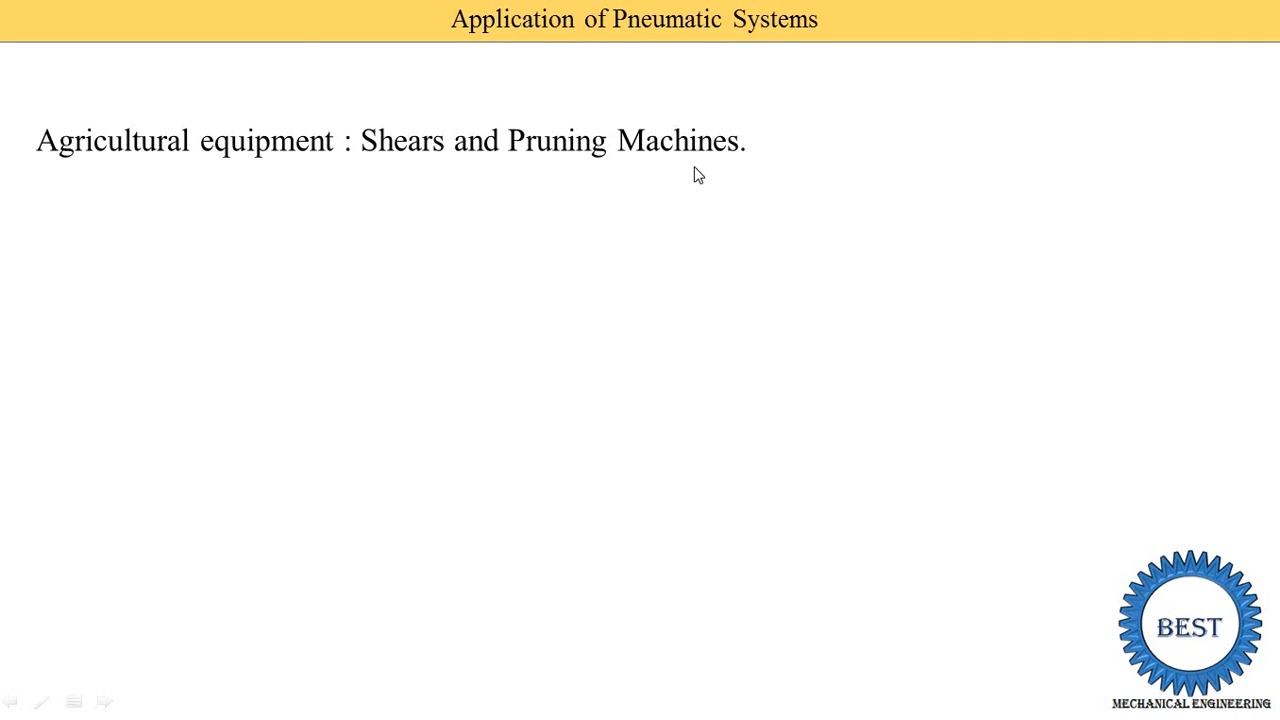 Application of Pneumatic Systems
Agricultural equipment : Shears and Pruning Machines.
BEST
MECHANICAL ENGINEERING